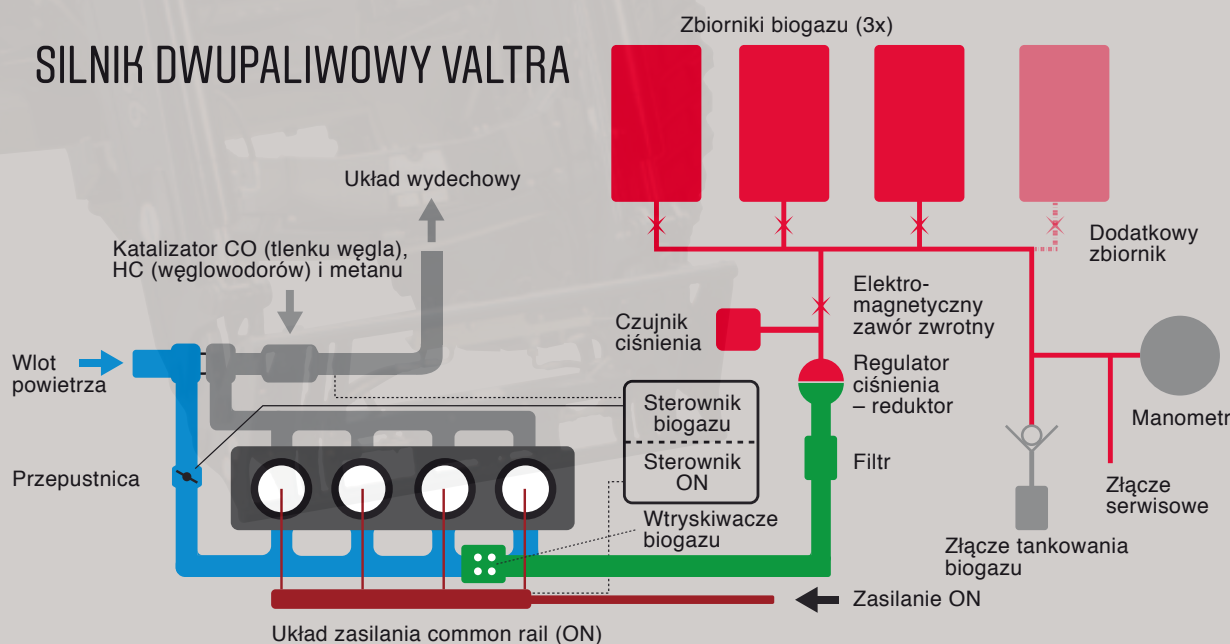 SILNIK DWUPALIWOWY VALTRA
Zbiorniki biogazu (3x)
Układ wydechowy
Katalizator CO (tlenku węgla),
HC (węglowodorów) i metanu
Dodatkowy
zbiornik
Elektro-
magnetyczny
zawór zwrotny
Czujnik
ciśnienia
Wlot
powietrza
Regulator
ciśnienia
– reduktor
Sterownik
biogazu
Sterownik
ON
Manometr
Przepustnica
Filtr
Złącze
serwisowe
Wtryskiwacze
biogazu
Złącze tankowania
biogazu
Zasilanie ON
Układ zasilania common rail (ON)